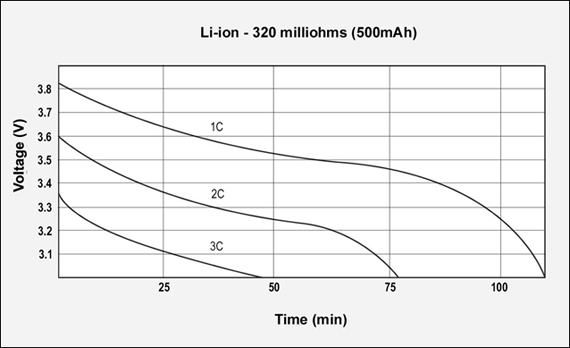 Li-ion - 320 milliohms (500mAh)
Voltage (V)
3.8
3.7
3.6
3.5
3.4
3.3
3.2
3.1
1C
2C
3C
25
50
75
100
Time (min)